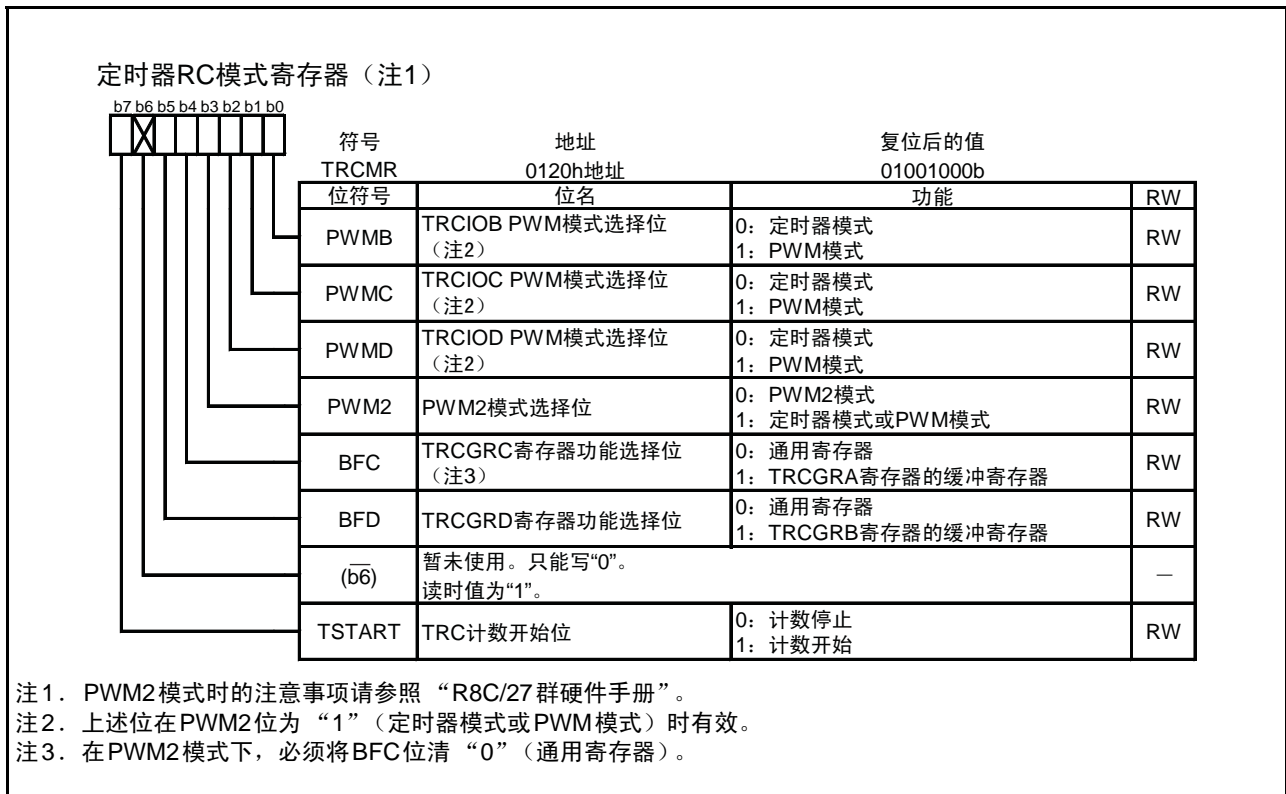 定时器RC模式寄存器（注1）
b7 b6 b5 b4 b3 b2 b1 b0
符号 地址 复位后的值
TRCMR 0120h地址 01001000b
位符号 位名 功能 RW
PWMB TRCIOB PWM模式选择位（注2） 0：定时器模式 RW
1：PWM模式
PWMC TRCIOC PWM模式选择位（注2） 0：定时器模式 RW
1：PWM模式
PWMD TRCIOD PWM模式选择位（注2） 0：定时器模式 RW
1：PWM模式
PWM2 PWM2模式选择位 0：PWM2模式 RW
1：定时器模式或PWM模式
BFC TRCGRC寄存器功能选择位（注3） 0：通用寄存器 RW
1：TRCGRA寄存器的缓冲寄存器
BFD TRCGRD寄存器功能选择位 0：通用寄存器 RW
1：TRCGRB寄存器的缓冲寄存器
(b6) 暂未使用。只能写“0”。 —
读时值为“1”。
TSTART TRC计数开始位 0：计数停止 RW
1：计数开始
注1．PWM2模式时的注意事项请参照 “R8C/27群硬件手册”。
注2．上述位在PWM2位为 “1”（定时器模式或PWM模式）时有效。
注3．在PWM2模式下，必须将BFC位清 “0”（通用寄存器）。